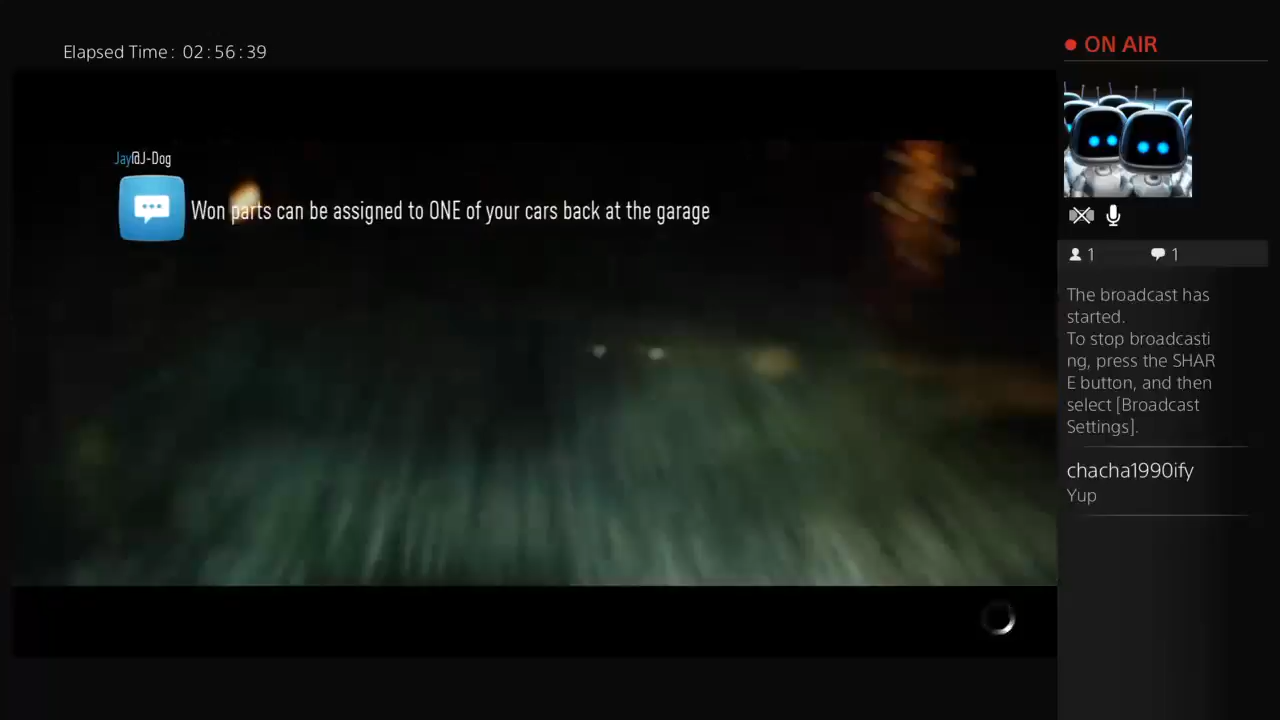 Elapsed Time: 02:56:39
ON AIR
Jay@J-Dog
Won parts can be assigned to ONE of your cars back at the garage
1 1
The broadcast has
started.
To stop broadcasti
ng, press the SHAR
E button, and then
select [Broadcast
Settings].
chacha1990ify
Yup